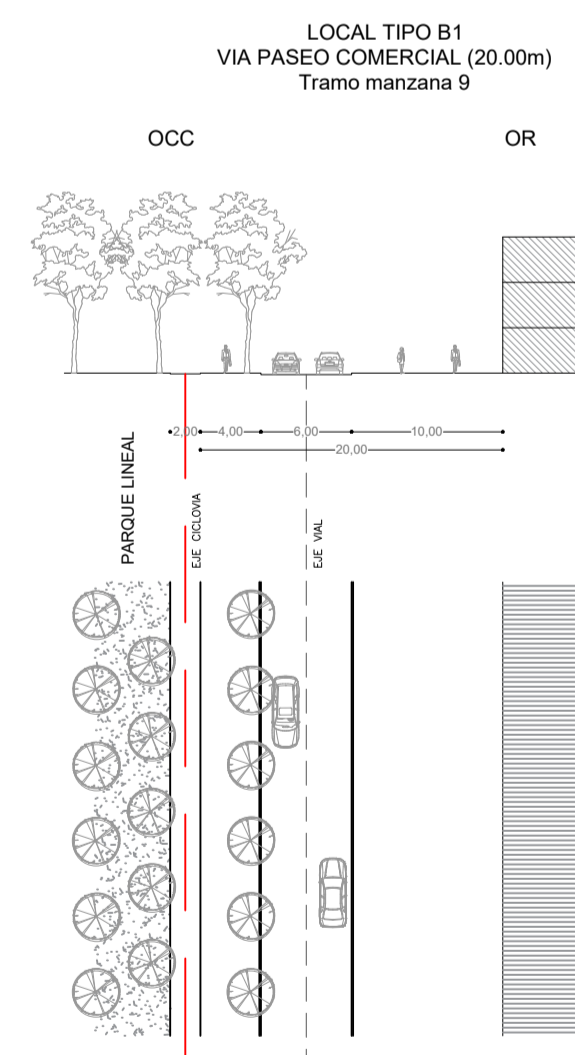 LOCAL TIPO B1
VIA PASEO COMERCIAL (20.00m)
Tramo manzana 9
OCC
OR
2,00
4,00
6,00
10,00
20,00
PARQUE LINEAL
EJE CICLOVIA
EJE VIAL